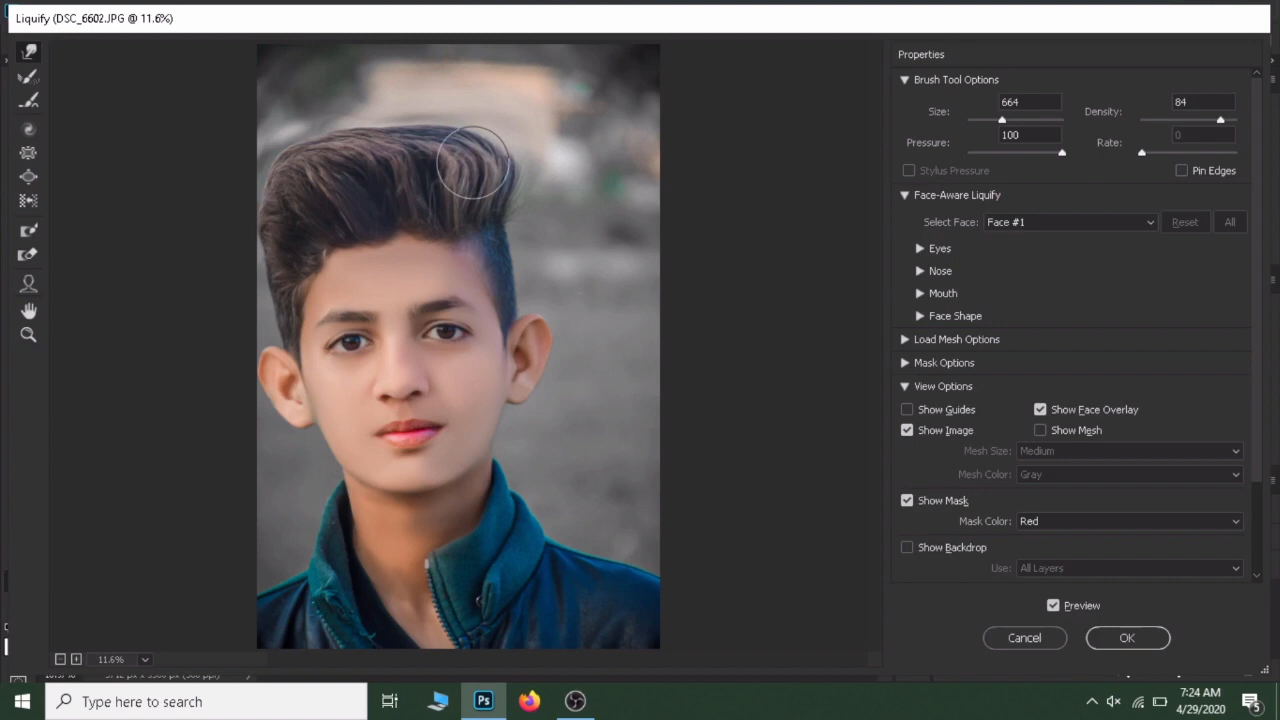 Liquify (DSC_6602.JPG @ 11.6%)
Properties
Brush Tool Options
Size: 664 Density: 84
Pressure: 100 Rate: 0
Stylus Pressure Pin Edges
Face-Aware Liquify
Select Face: Face #1 Reset All
Eyes
Nose
Mouth
Face Shape
Load Mesh Options
Mask Options
View Options
Show Guides Show Face Overlay
Show Image Show Mesh
Mesh Size: Medium
Mesh Color: Gray
Show Mask
Mask Color: Red
Show Backdrop
Use: All Layers
Preview
Cancel OK
11.6%
Type here to search
Ps
7:24 AM
4/29/2020
5